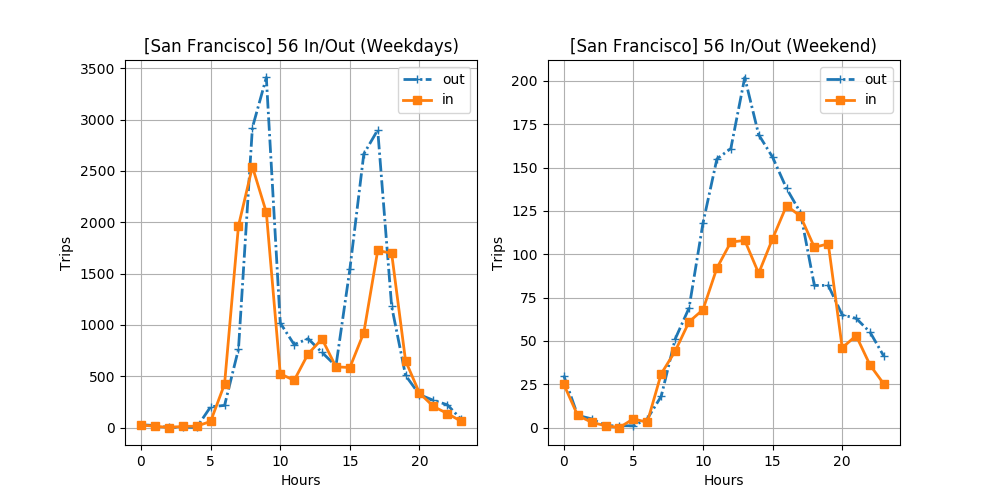 [San Francisco] 56 In/Out (Weekdays)
3500
3000
2500
2000
1500
1000
500
0
Trips
0 5 10 15 20
Hours
out
in
[San Francisco] 56 In/Out (Weekend)
200
175
150
125
100
75
50
25
0
Trips
0 5 10 15 20
Hours
out
in